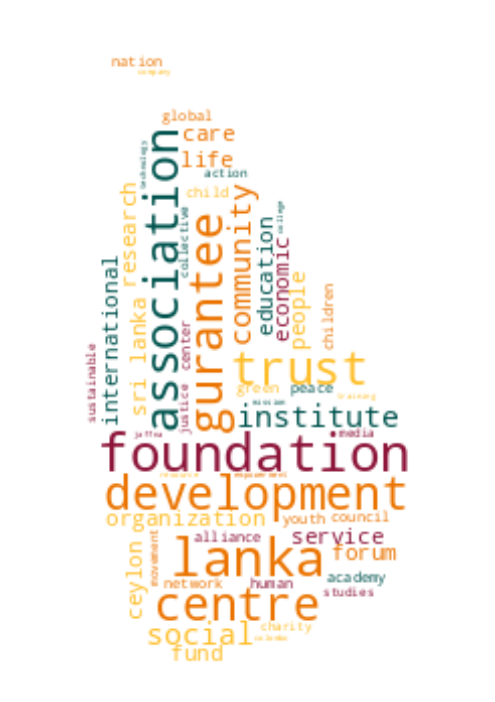 nation
company
global
care
technology
association
life
action
research
child
collective
community
gurantee
college
education
economic
people
children
international
sri lanka
sustainable
justice center
trust
green
peace
training
mission
institute
jaffna
media
foundation
development
organization
youth
council
alliance
service
lanka
forum
ceylon
movement
network
human
academy
studies
centre
social
charity
fund